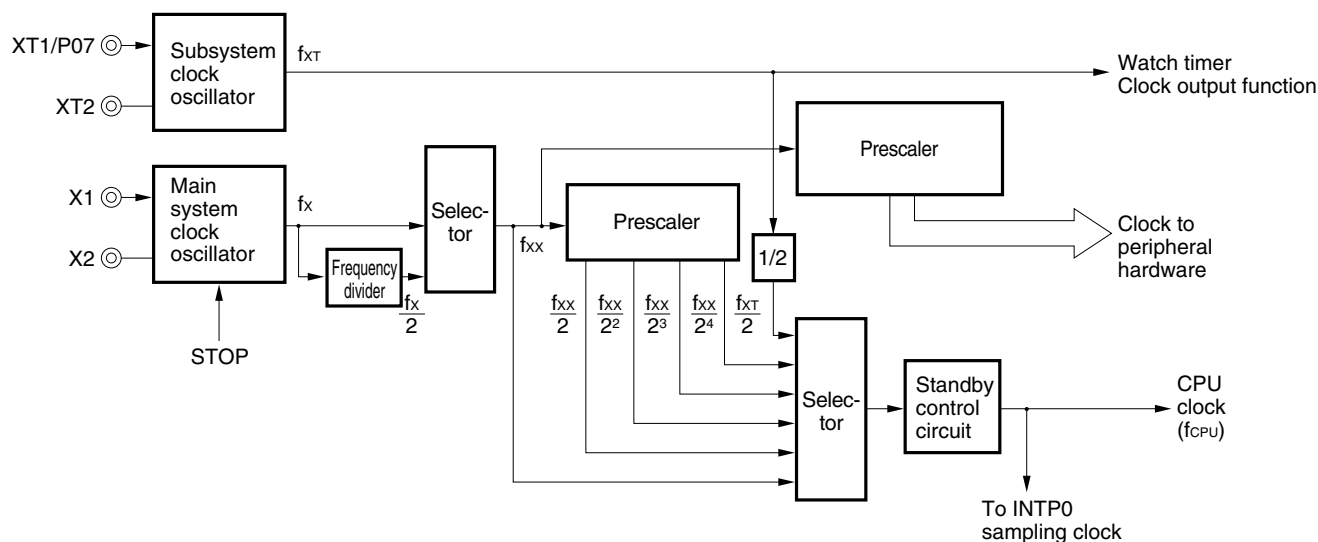 XT1/P07
XT2
Subsystem
clock
oscillator
fXT
Watch timer
Clock output function
X1
X2
Main
system
clock
oscillator
STOP
fX
Frequency
divider
fX
2
Selec-
tor
fXX
Prescaler
Prescaler
Clock to
peripheral
hardware
1/2
fXX
2
fXX
2²
fXX
2³
fXX
2⁴
fXT
2
Selec-
tor
Standby
control
circuit
CPU
clock
(fCPU)
To INTP0
sampling clock